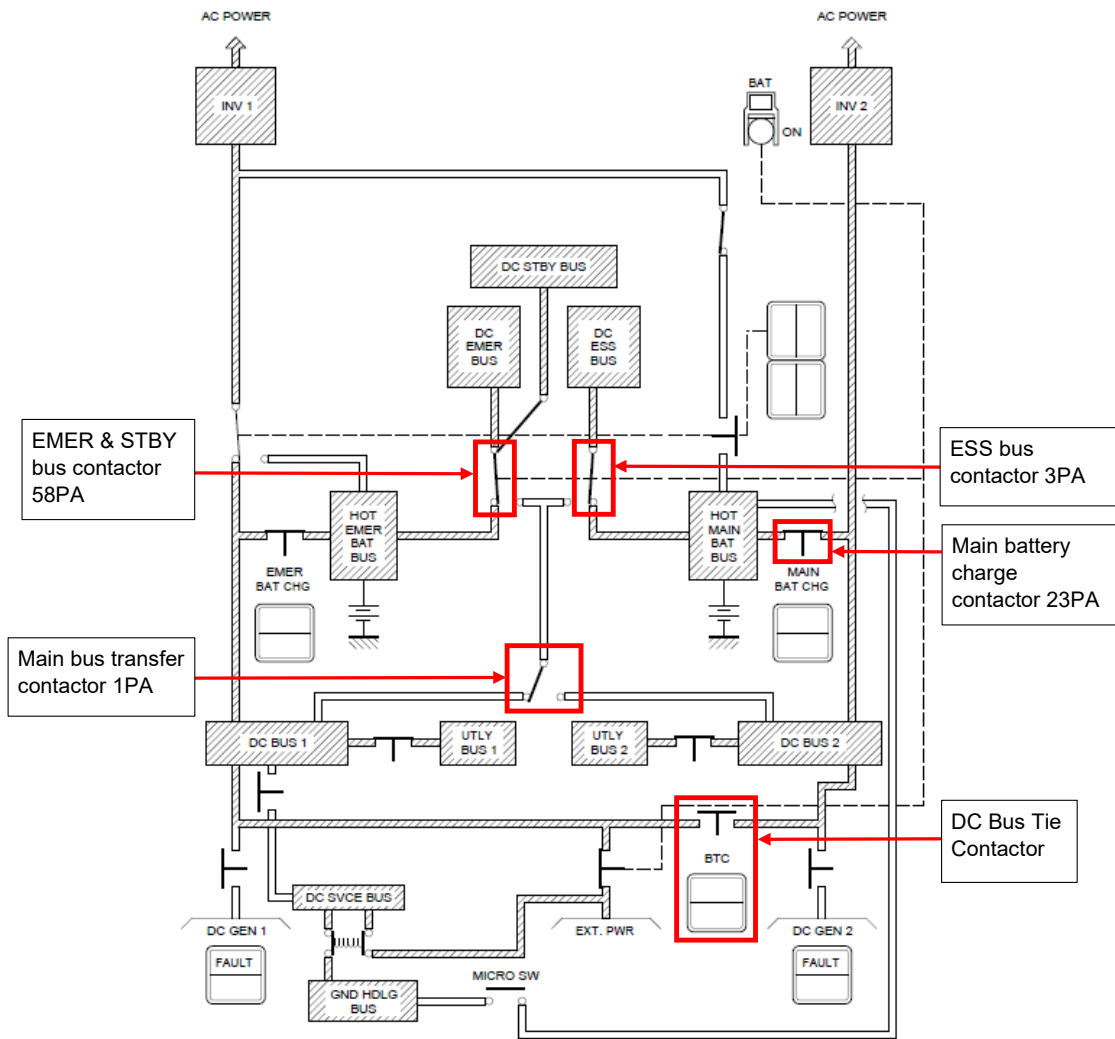 AC POWER
AC POWER
INV 1
BAT
ON
INV 2
DC STBY BUS
DC
EMER
BUS
DC
ESS
BUS
EMER & STBY
bus contactor
58PA
ESS bus
contactor 3PA
HOT
EMER
BAT
BUS
HOT
MAIN
BAT
BUS
EMER
BAT CHG
MAIN
BAT CHG
Main battery
charge
contactor 23PA
Main bus transfer
contactor 1PA
DC BUS 1
UTLY
BUS 1
UTLY
BUS 2
DC BUS 2
BTC
DC Bus Tie
Contactor
DC SVCE BUS
DC GEN 1
FAULT
EXT. PWR
DC GEN 2
FAULT
MICRO SW
GND HDLG
BUS